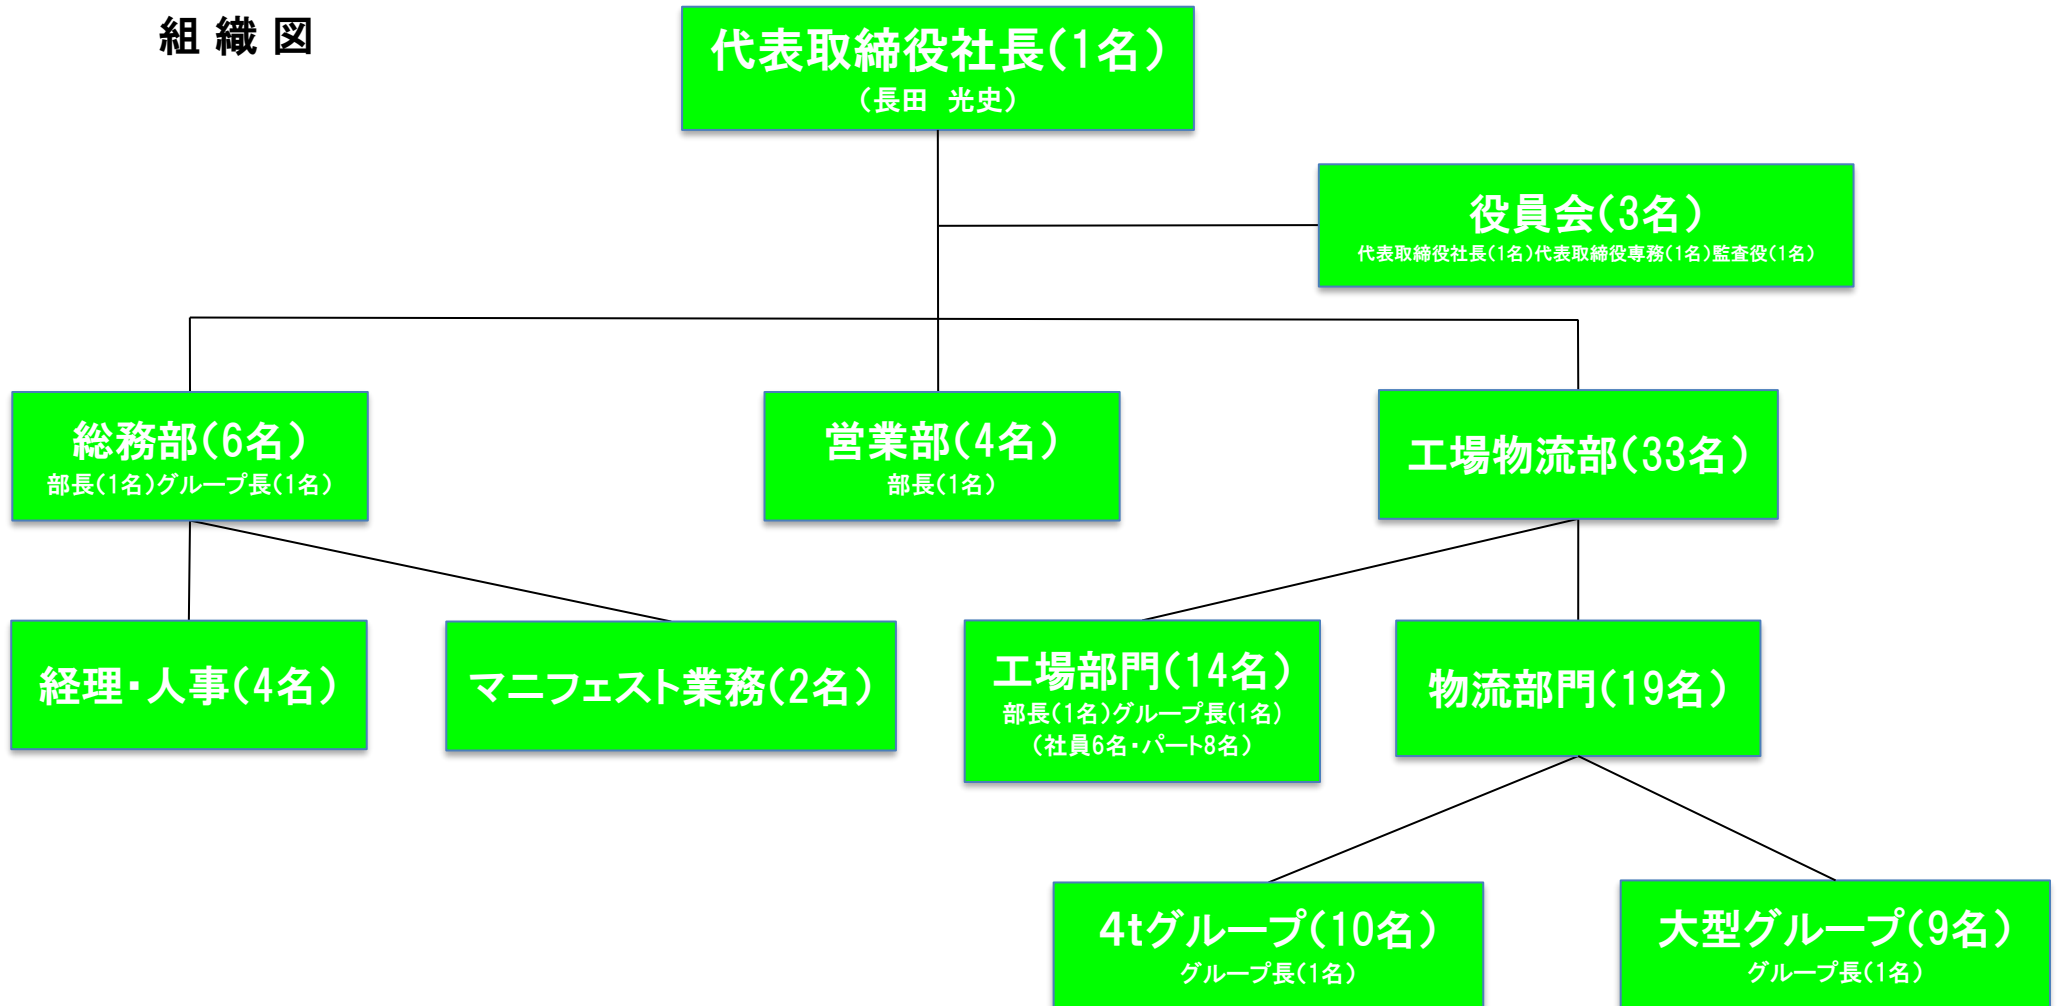 組織図
代表取締役社長(1名)
(長田 光史)
役員会(3名)
代表取締役社長(1名)代表取締役専務(1名)監査役(1名)
総務部(6名)
部長(1名)グループ長(1名)
営業部(4名)
部長(1名)
工場物流部(33名)
経理・人事(4名)
マニフェスト業務(2名)
工場部門(14名)
部長(1名)グループ長(1名)
(社員6名・パート8名)
物流部門(19名)
4tグループ(10名)
グループ長(1名)
大型グループ(9名)
グループ長(1名)